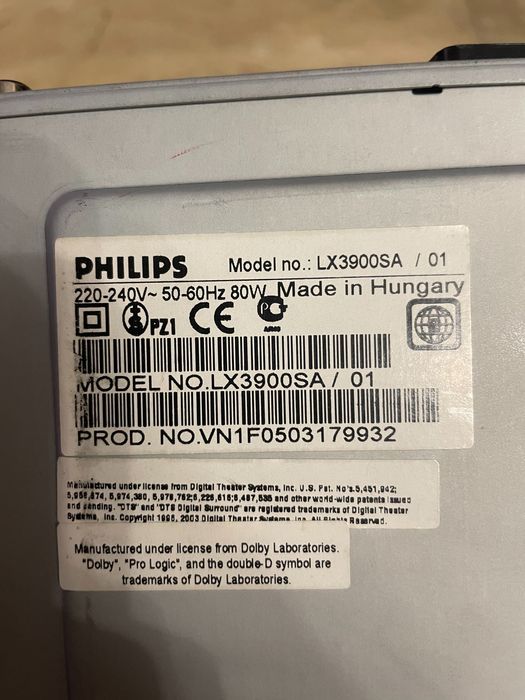 PHILIPS Model no.: LX3900SA / 01
220-240V~ 50-60Hz 80W Made in Hungary
PZ1 CE
MODEL NO.LX3900SA / 01
PROD. NO.VN1F0503179932
Manufactured under license from Digital Theater Systems, Inc. U.S. Pat. No's.5,451,942;
5,956,674, 5,974,380, 5,978,762;6,226,616;6,487,535 and other world-wide patents issued
and pending. "DTS" and "DTS Digital Surround" are registered trademarks of Digital Theater
Systems, Inc. Copyright 1996, 2003 Digital Theater Systems, Inc. All Rights Reserved.
Manufactured under license from Dolby Laboratories.
"Dolby", "Pro Logic", and the double-D symbol are
trademarks of Dolby Laboratories.